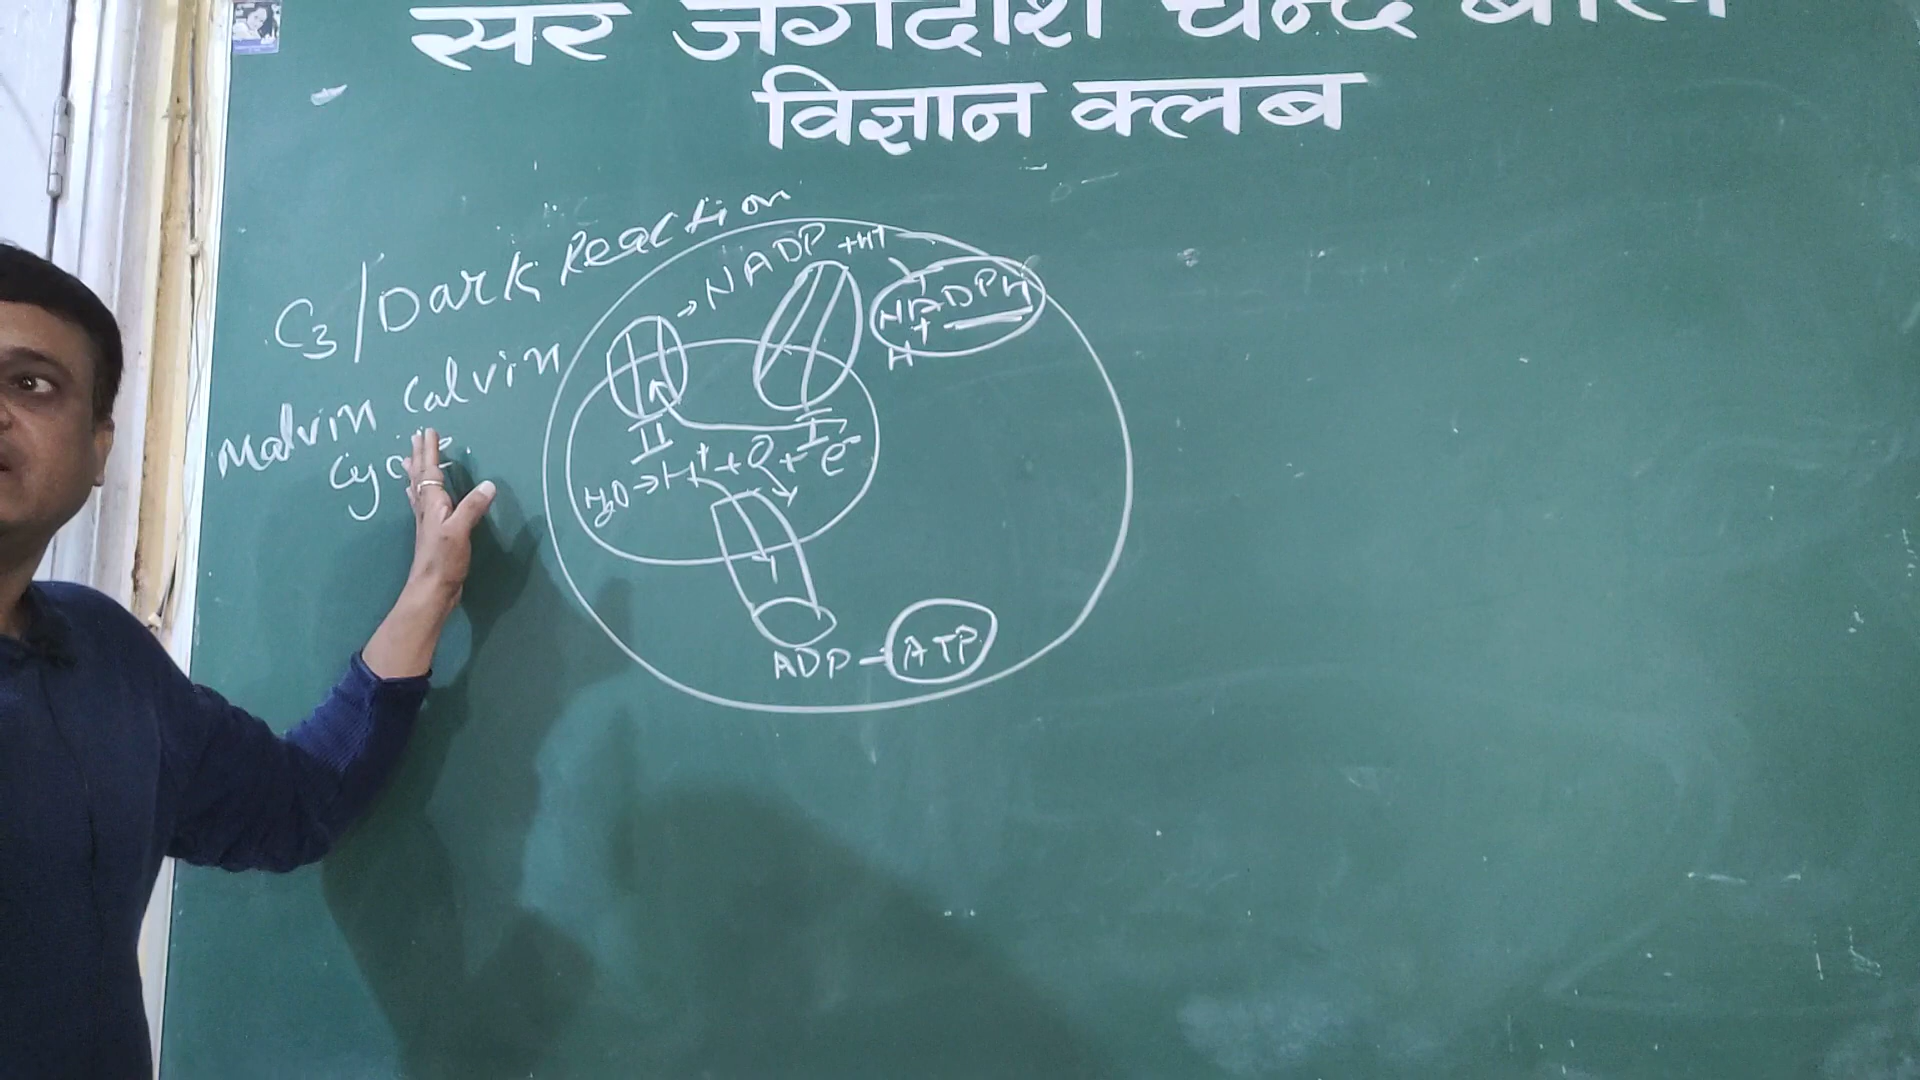 सर जगदीश चन्द्र बोस
विज्ञान क्लब
C3/Dark Reaction
Malvin Calvin
Cycle
→NADP +H+
NADPH
+
H+
II
I
H2O→H+ + O + e-
ADP - ATP